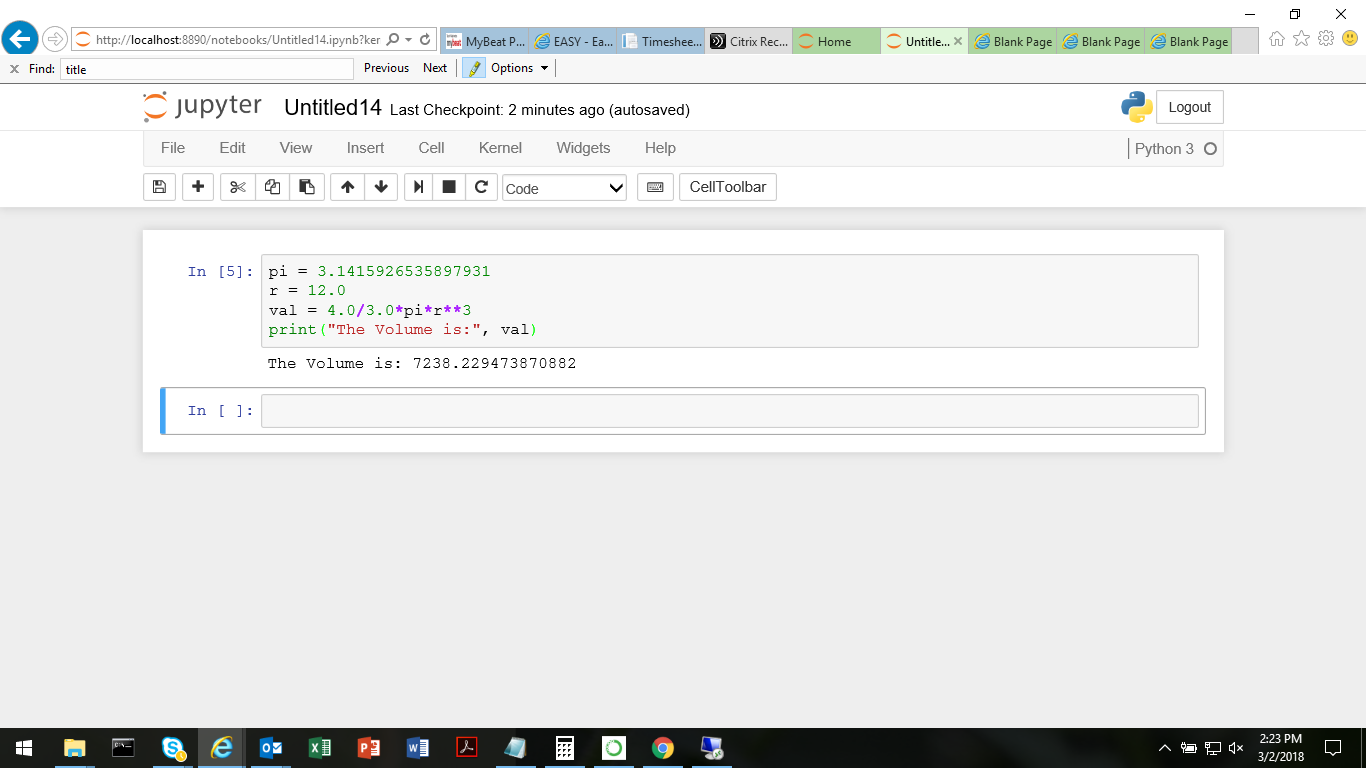 http://localhost:8890/notebooks/Untitled14.ipynb?ker
MyBeat P... EASY - Ea... Timeshee... Citrix Rec... Home Untitle... Blank Page Blank Page Blank Page
x Find: title Previous Next Options
jupyter Untitled14 Last Checkpoint: 2 minutes ago (autosaved) Logout
File Edit View Insert Cell Kernel Widgets Help Python 3
Code CellToolbar
In [5]: pi = 3.1415926535897931
r = 12.0
val = 4.0/3.0*pi*r**3
print("The Volume is:", val)
The Volume is: 7238.229473870882
In [ ]:
2:23 PM
3/2/2018